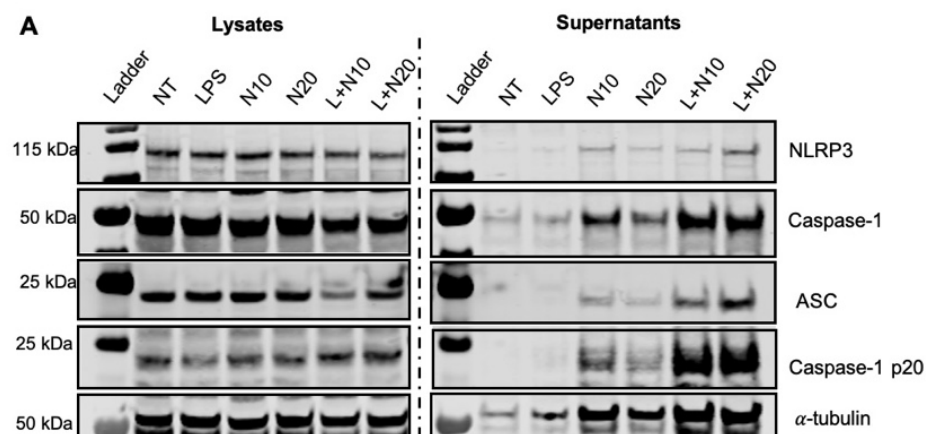 A
Lysates
Supernatants
Ladder NT LPS N10 N20 L+N10 L+N20
Ladder NT LPS N10 N20 L+N10 L+N20
115 kDa NLRP3
50 kDa Caspase-1
25 kDa ASC
25 kDa Caspase-1 p20
50 kDa α-tubulin